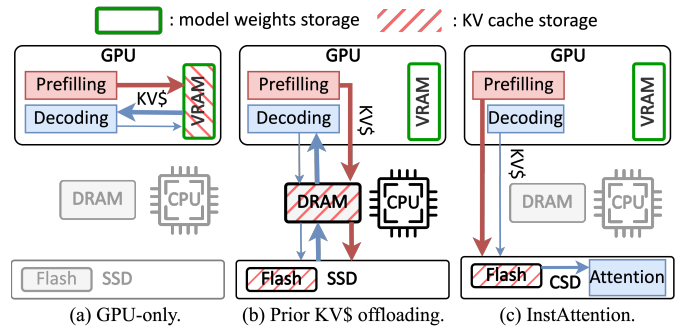 : model weights storage
: KV cache storage
GPU
Prefilling
KV$
Decoding
VRAM
DRAM
CPU
Flash
SSD
(a) GPU-only.
GPU
Prefilling
KV$
Decoding
VRAM
DRAM
CPU
Flash
SSD
(b) Prior KV$ offloading.
GPU
Prefilling
Decoding
VRAM
KV$
DRAM
CPU
Flash
CSD
Attention
(c) InstAttention.